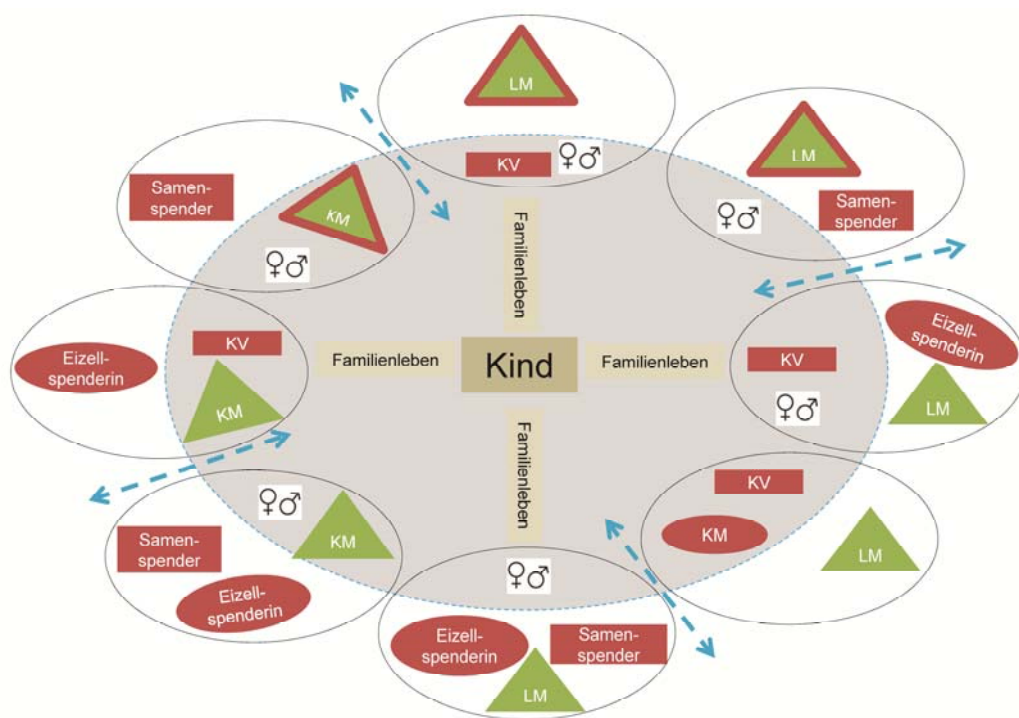 LM
KV
♀♂
LM
♀♂
Samen-
spender
Samen-
spender
KM
♀♂
Familienleben
Eizell-
spenderin
KV
KM
Familienleben
Kind
Familienleben
KV
♀♂
Eizell-
spenderin
LM
Familienleben
KV
KM
LM
♀♂
KM
Samen-
spender
Eizell-
spenderin
♀♂
Eizell-
spenderin
Samen-
spender
LM